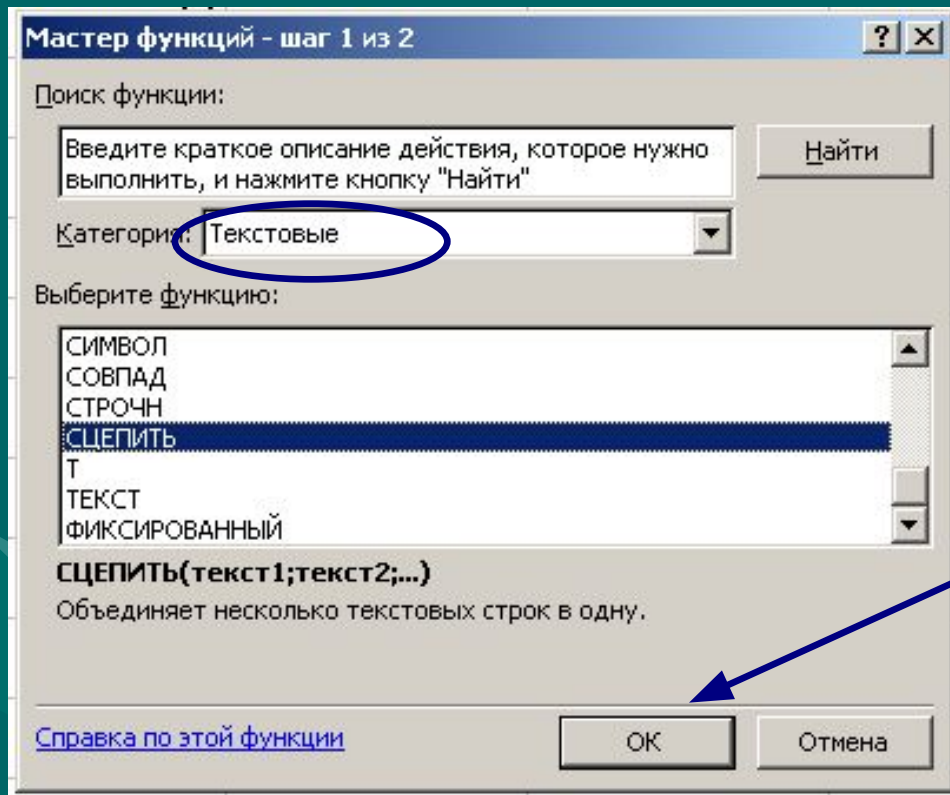 Мастер функций - шаг 1 из 2
Поиск функции:
Введите краткое описание действия, которое нужно
выполнить, и нажмите кнопку "Найти"
Найти
Категория: Текстовые
Выберите функцию:
СИМВОЛ
СОВПАД
СТРОЧН
СЦЕПИТЬ
Т
ТЕКСТ
ФИКСИРОВАННЫЙ
СЦЕПИТЬ(текст1;текст2;...)
Объединяет несколько текстовых строк в одну.
Справка по этой функции
ОК
Отмена